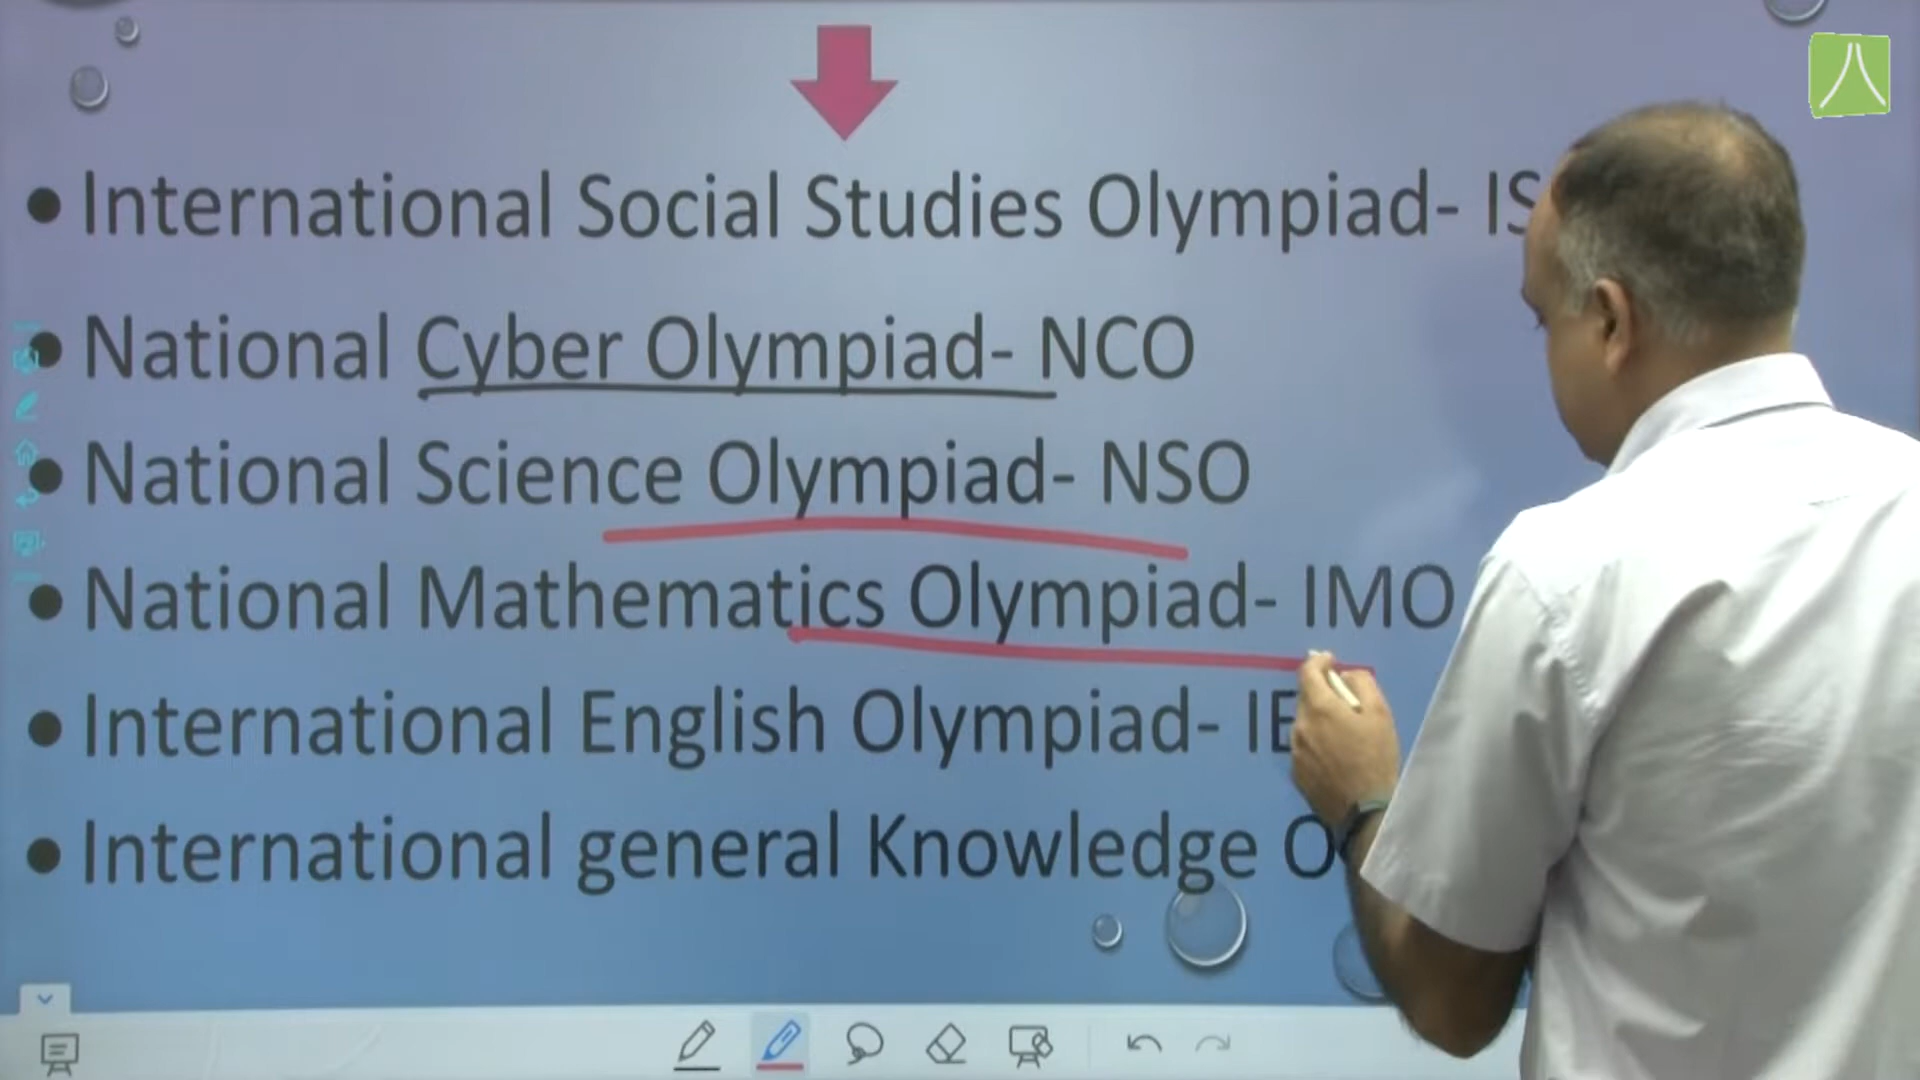 International Social Studies Olympiad- IS
National Cyber Olympiad- NCO
National Science Olympiad- NSO
National Mathematics Olympiad- IMO
International English Olympiad- IE
International general Knowledge O